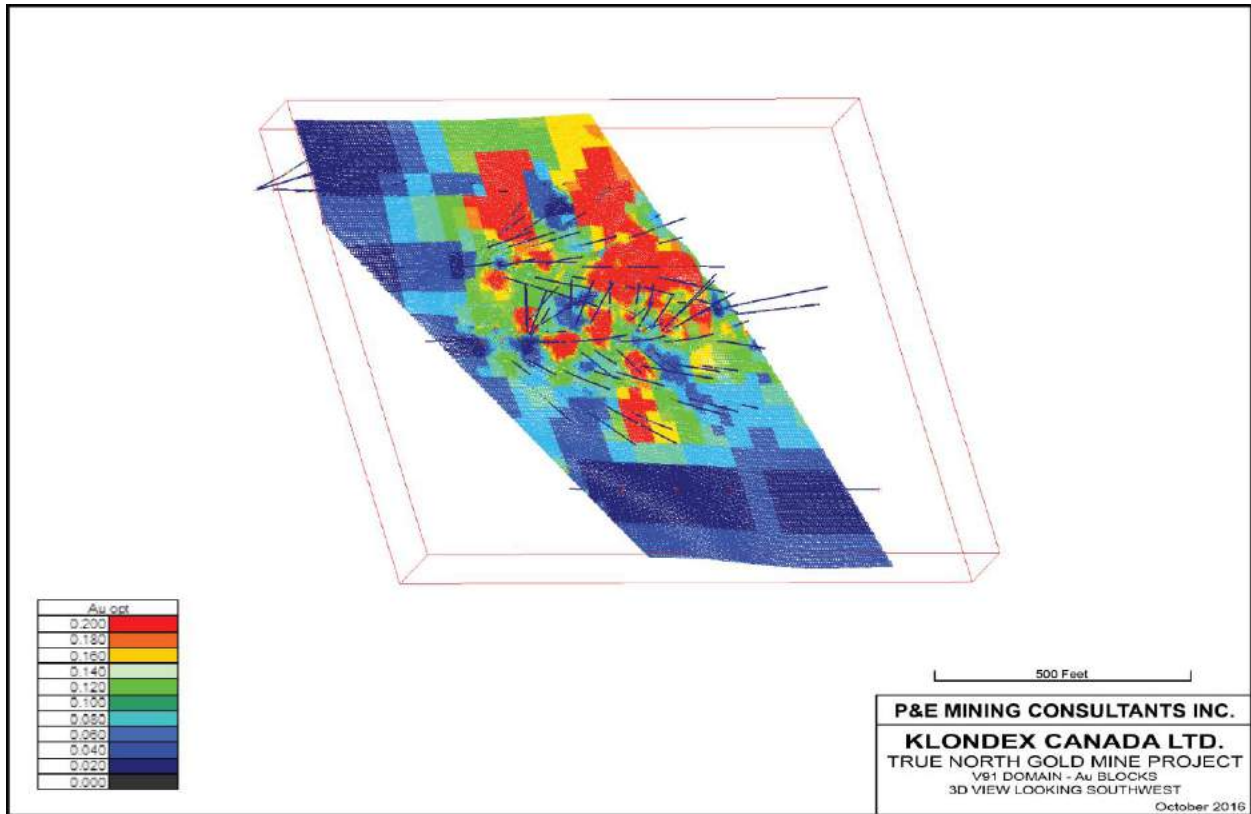 Au opt
0.200
0.180
0.160
0.140
0.120
0.100
0.080
0.060
0.040
0.020
0.000
500 Feet
P&E MINING CONSULTANTS INC.
KLONDEX CANADA LTD.
TRUE NORTH GOLD MINE PROJECT
V91 DOMAIN - Au BLOCKS
3D VIEW LOOKING SOUTHWEST
October 2016